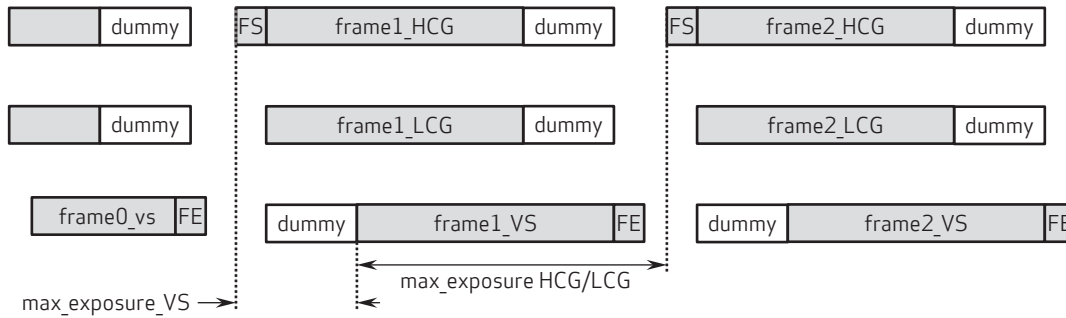 dummy FS frame1_HCG dummy FS frame2_HCG dummy
dummy frame1_LCG dummy frame2_LCG dummy
frame0_vs FE dummy frame1_VS FE dummy frame2_VS FE
max_exposure HCG/LCG
max_exposure_VS